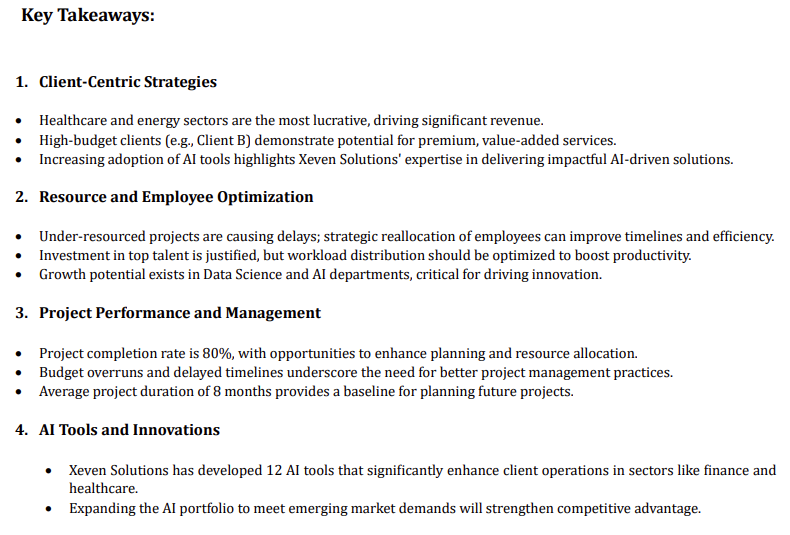 Key Takeaways:
1. Client-Centric Strategies
• Healthcare and energy sectors are the most lucrative, driving significant revenue.
• High-budget clients (e.g., Client B) demonstrate potential for premium, value-added services.
• Increasing adoption of AI tools highlights Xeven Solutions' expertise in delivering impactful AI-driven solutions.
2. Resource and Employee Optimization
• Under-resourced projects are causing delays; strategic reallocation of employees can improve timelines and efficiency.
• Investment in top talent is justified, but workload distribution should be optimized to boost productivity.
• Growth potential exists in Data Science and AI departments, critical for driving innovation.
3. Project Performance and Management
• Project completion rate is 80%, with opportunities to enhance planning and resource allocation.
• Budget overruns and delayed timelines underscore the need for better project management practices.
• Average project duration of 8 months provides a baseline for planning future projects.
4. AI Tools and Innovations
• Xeven Solutions has developed 12 AI tools that significantly enhance client operations in sectors like finance and
healthcare.
• Expanding the AI portfolio to meet emerging market demands will strengthen competitive advantage.